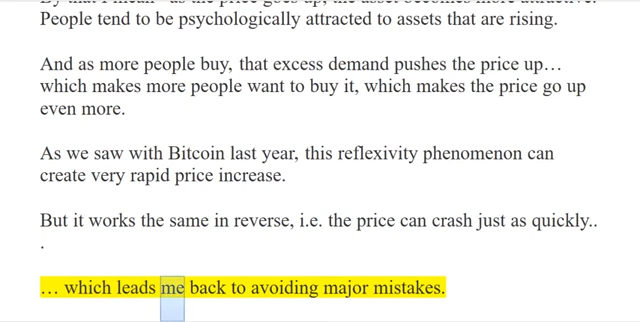 People tend to be psychologically attracted to assets that are rising.
And as more people buy, that excess demand pushes the price up…
which makes more people want to buy it, which makes the price go up
even more.
As we saw with Bitcoin last year, this reflexivity phenomenon can
create very rapid price increase.
But it works the same in reverse, i.e. the price can crash just as quickly..
.
… which leads me back to avoiding major mistakes.